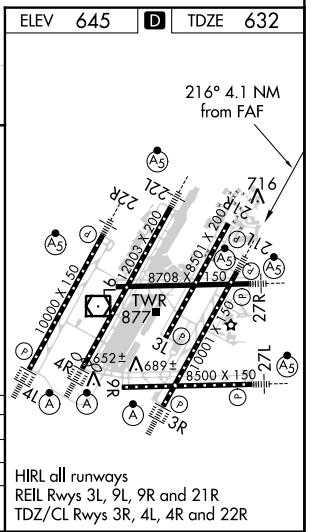 ELEV 645 D TDZE 632
216° 4.1 NM
from FAF
A5
716
22R
22L
21R
21L
A5
P
P
A5
A5
10000 X 150
12003 X 200
8501 X 200
8708 X 150
9L
TWR
877
P
27R
10001 X 150
P
4R
652 ±
689 ±
3L
27L
A5
4L
9R
8500 X 150
P
A
A
A
3R
P
HIRL all runways
REIL Rwys 3L, 9L, 9R and 21R
TDZ/CL Rwys 3R, 4L, 4R and 22R